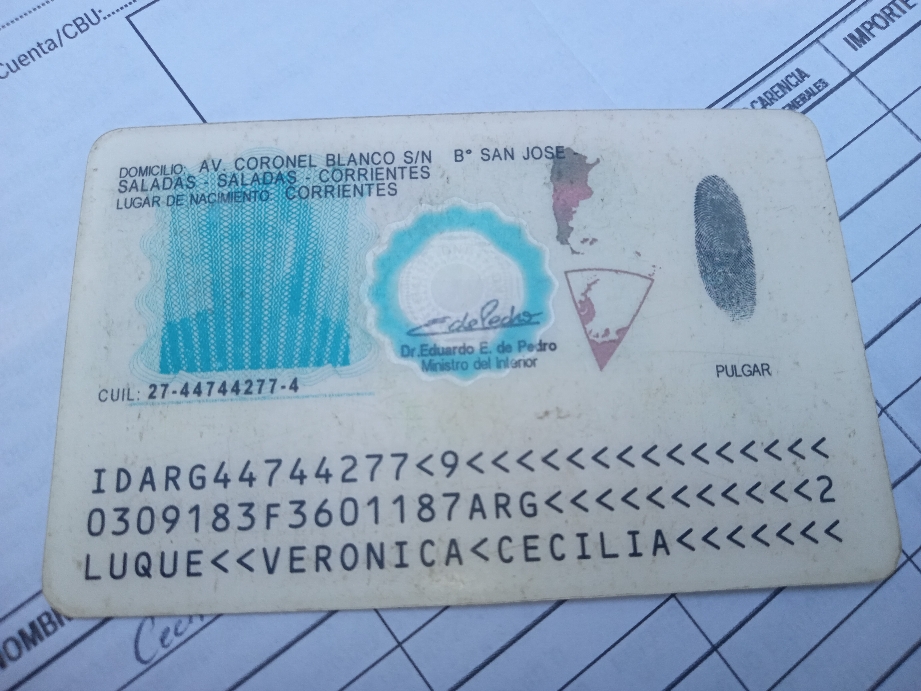 Cuenta/CBU:
IMPORTE
CARENCIA
DOMICILIO: AV. CORONEL BLANCO S/N B° SAN JOSE
SALADAS - SALADAS - CORRIENTES
LUGAR DE NACIMIENTO CORRIENTES
Dr. Eduardo E. de Pedro
Ministro del Interior
PULGAR
CUIL: 27-44744277-4
IDARG44744277<9<<<<<<<<<<<<<<<
0309183F3601187ARG<<<<<<<<<<<2
LUQUE<<VERONICA<CECILIA<<<<<<<